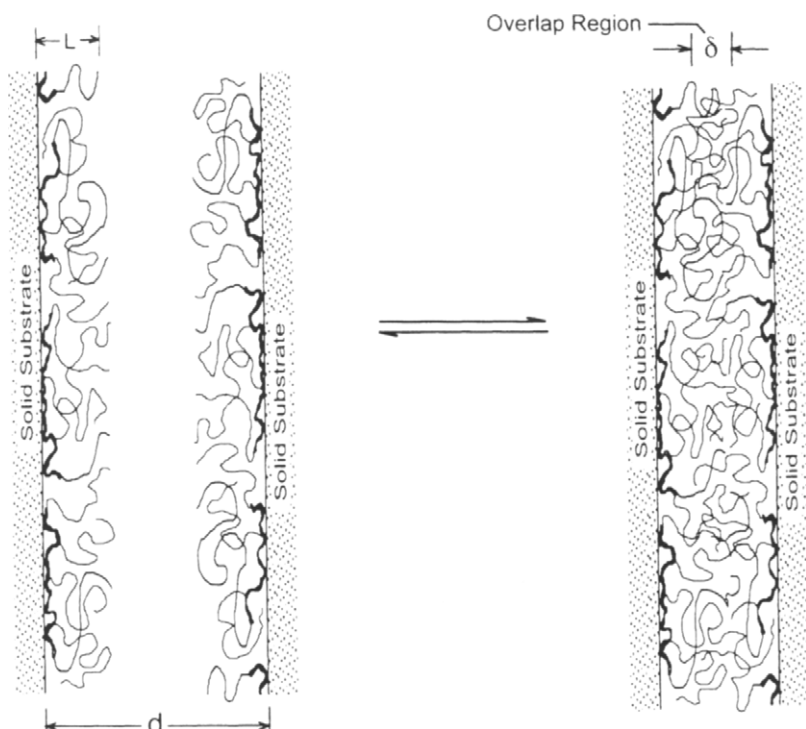 L
Overlap Region
δ
Solid Substrate
Solid Substrate
Solid Substrate
Solid Substrate
d